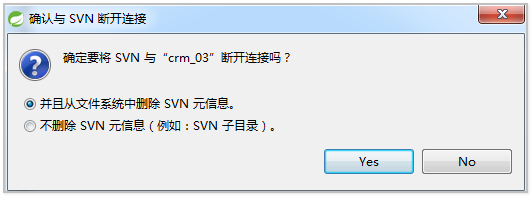 确认与 SVN 断开连接
确定要将 SVN 与“crm_03”断开连接吗？
并且从文件系统中删除 SVN 元信息。
不删除 SVN 元信息（例如：SVN 子目录）。
Yes
No